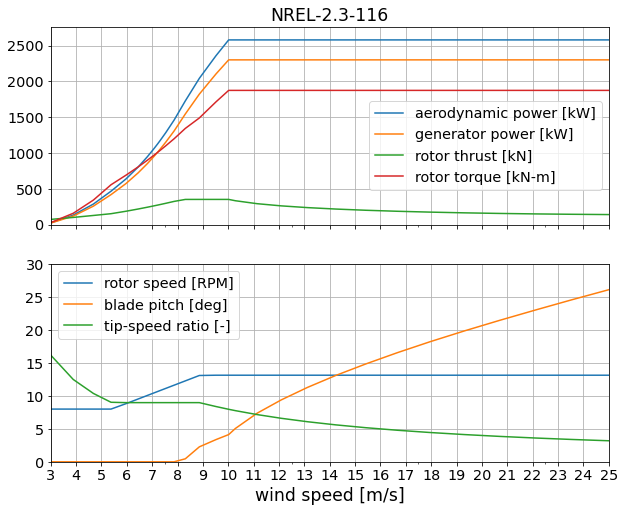 NREL-2.3-116
2500
2000
1500
1000
500
0
aerodynamic power [kW]
generator power [kW]
rotor thrust [kN]
rotor torque [kN-m]
30
25
20
15
10
5
0
rotor speed [RPM]
blade pitch [deg]
tip-speed ratio [-]
3 4 5 6 7 8 9 10 11 12 13 14 15 16 17 18 19 20 21 22 23 24 25
wind speed [m/s]